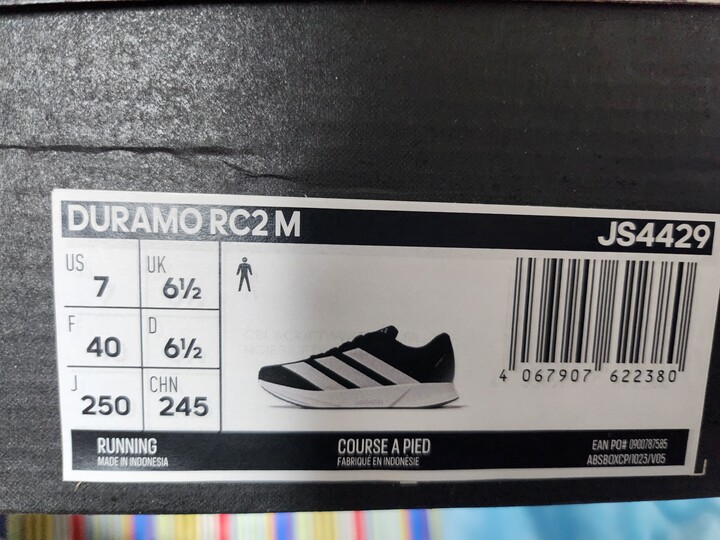 DURAMO RC2 M
JS4429
US 7
UK 6½
F 40
D 6½
J 250
CHN 245
4 067907 622380
RUNNING
MADE IN INDONESIA
COURSE A PIED
FABRIQUÉ EN INDONÉSIE
EAN PO# 0900787585
ABSBOXCP/1023/V05